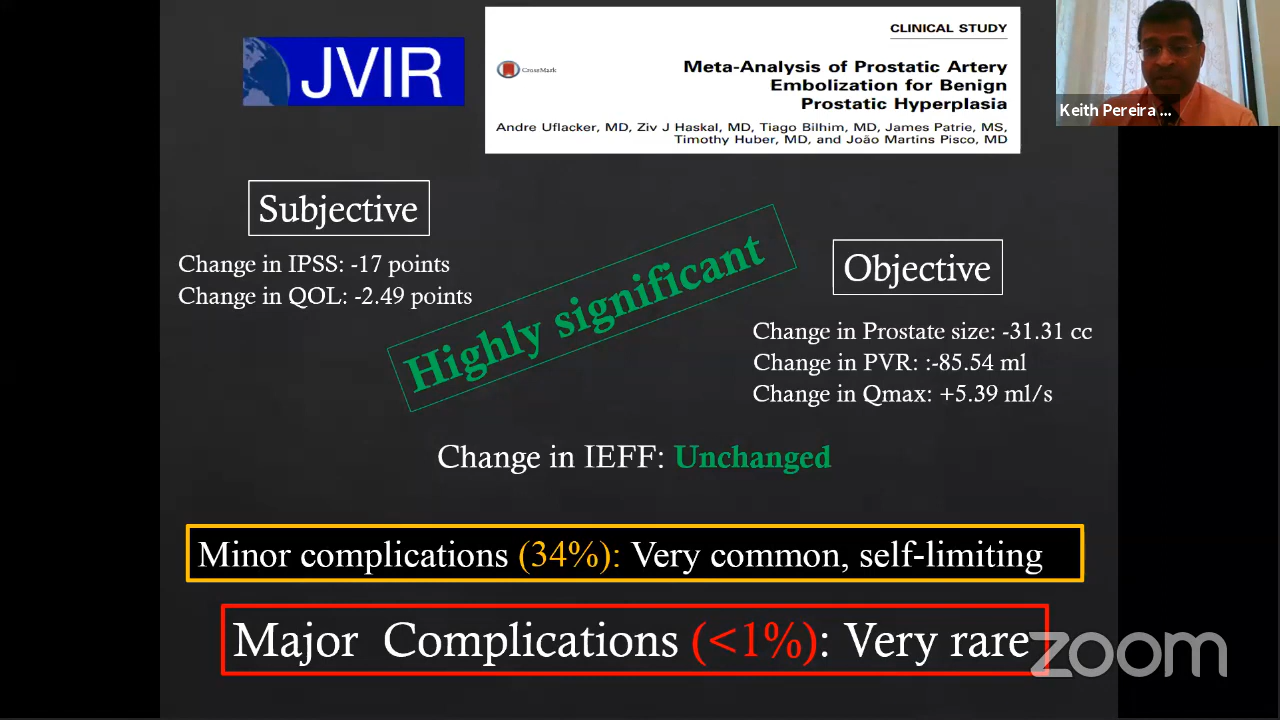 JVIR
CLINICAL STUDY
CrossMark
Meta-Analysis of Prostatic Artery
Embolization for Benign
Prostatic Hyperplasia
Andre Uflacker, MD, Ziv J Haskal, MD, Tiago Bilhim, MD, James Patrie, MS,
Timothy Huber, MD, and João Martins Pisco, MD
Keith Pereira ...
Subjective
Change in IPSS: -17 points
Change in QOL: -2.49 points
Highly significant
Objective
Change in Prostate size: -31.31 cc
Change in PVR: :-85.54 ml
Change in Qmax: +5.39 ml/s
Change in IEFF: Unchanged
Minor complications (34%): Very common, self-limiting
Major Complications (<1%): Very rare
zoom